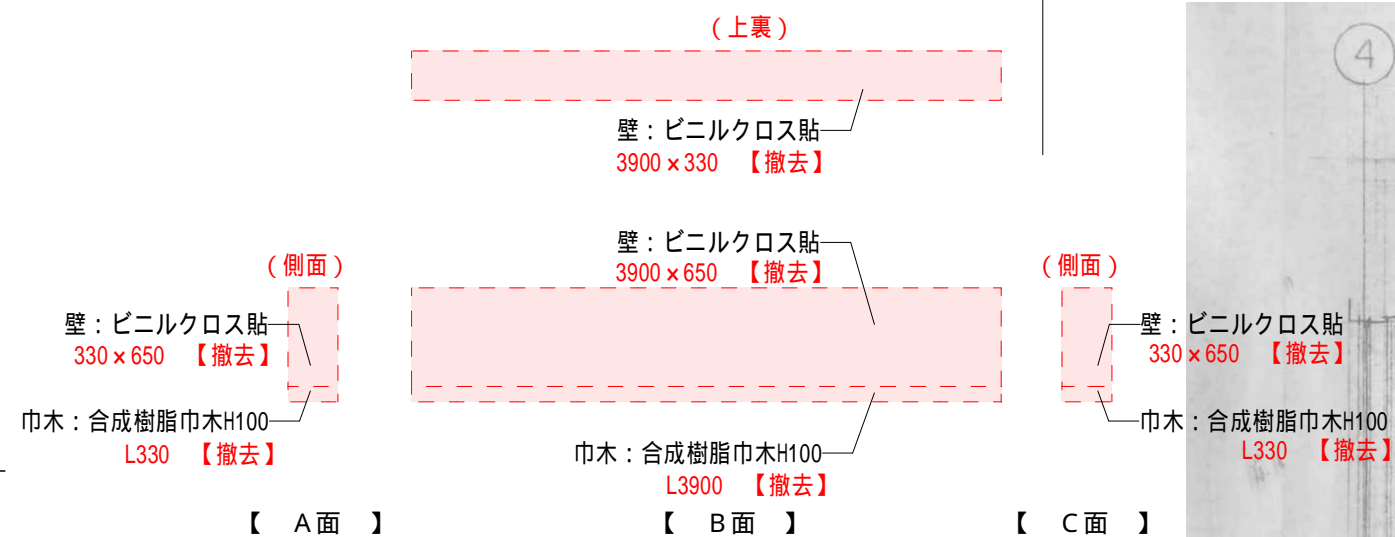 （上裏）
④
壁：ビニルクロス貼
3900×330　【撤去】
壁：ビニルクロス貼
3900×650　【撤去】
（側面）
（側面）
壁：ビニルクロス貼
330×650　【撤去】
壁：ビニルクロス貼
330×650　【撤去】
巾木：合成樹脂巾木H100
L330　【撤去】
巾木：合成樹脂巾木H100
L3900　【撤去】
巾木：合成樹脂巾木H100
L330　【撤去】
【　A面　】
【　B面　】
【　C面　】